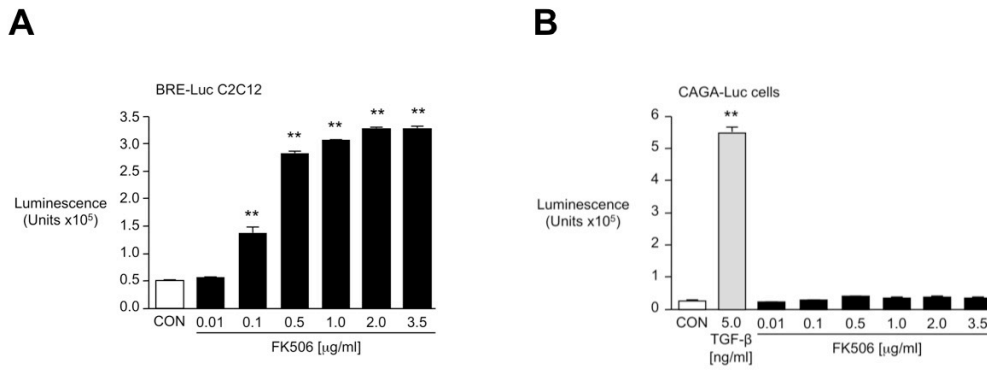 A
BRE-Luc C2C12
Luminescence
(Units x10⁵)
3.5
3.0
2.5
2.0
1.5
1.0
0.5
0.0
** ** ** ** **
CON 0.01 0.1 0.5 1.0 2.0 3.5
FK506 [µg/ml]
B
CAGA-Luc cells
Luminescence
(Units x10⁵)
6
5
4
3
2
1
0
**
CON 5.0 0.01 0.1 0.5 1.0 2.0 3.5
TGF-β
[ng/ml]
FK506 [µg/ml]